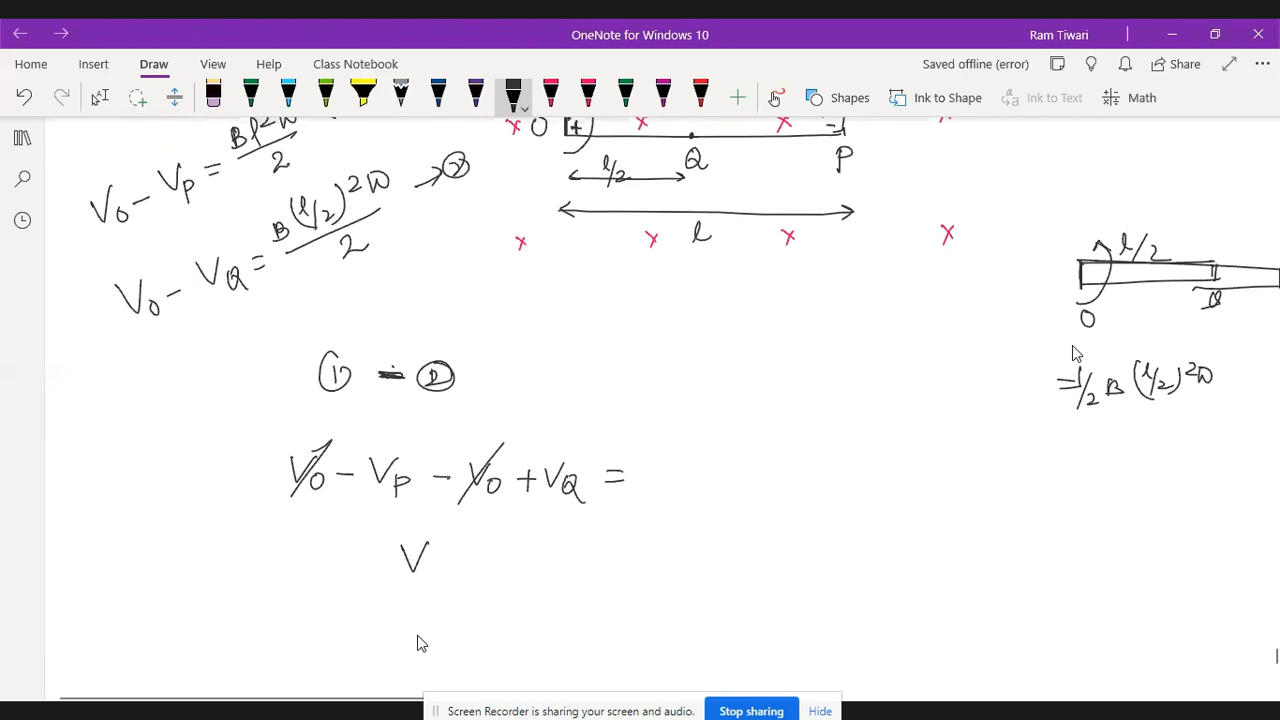 OneNote for Windows 10
Ram Tiwari
Home Insert Draw View Help Class Notebook
Saved offline (error)
Share
Shapes
Ink to Shape
Ink to Text
Math
V₀ - V_P = Bl²ω/2
V₀ - V_Q = B(l/2)²ω/2 → ②
× O + × × -
l/2 Q P
l
× × × ×
l/2
O Q
= 1/2 B (l/2)²ω
① - ②
V₀ - V_P - V₀ + V_Q =
V
Screen Recorder is sharing your screen and audio.
Stop sharing
Hide